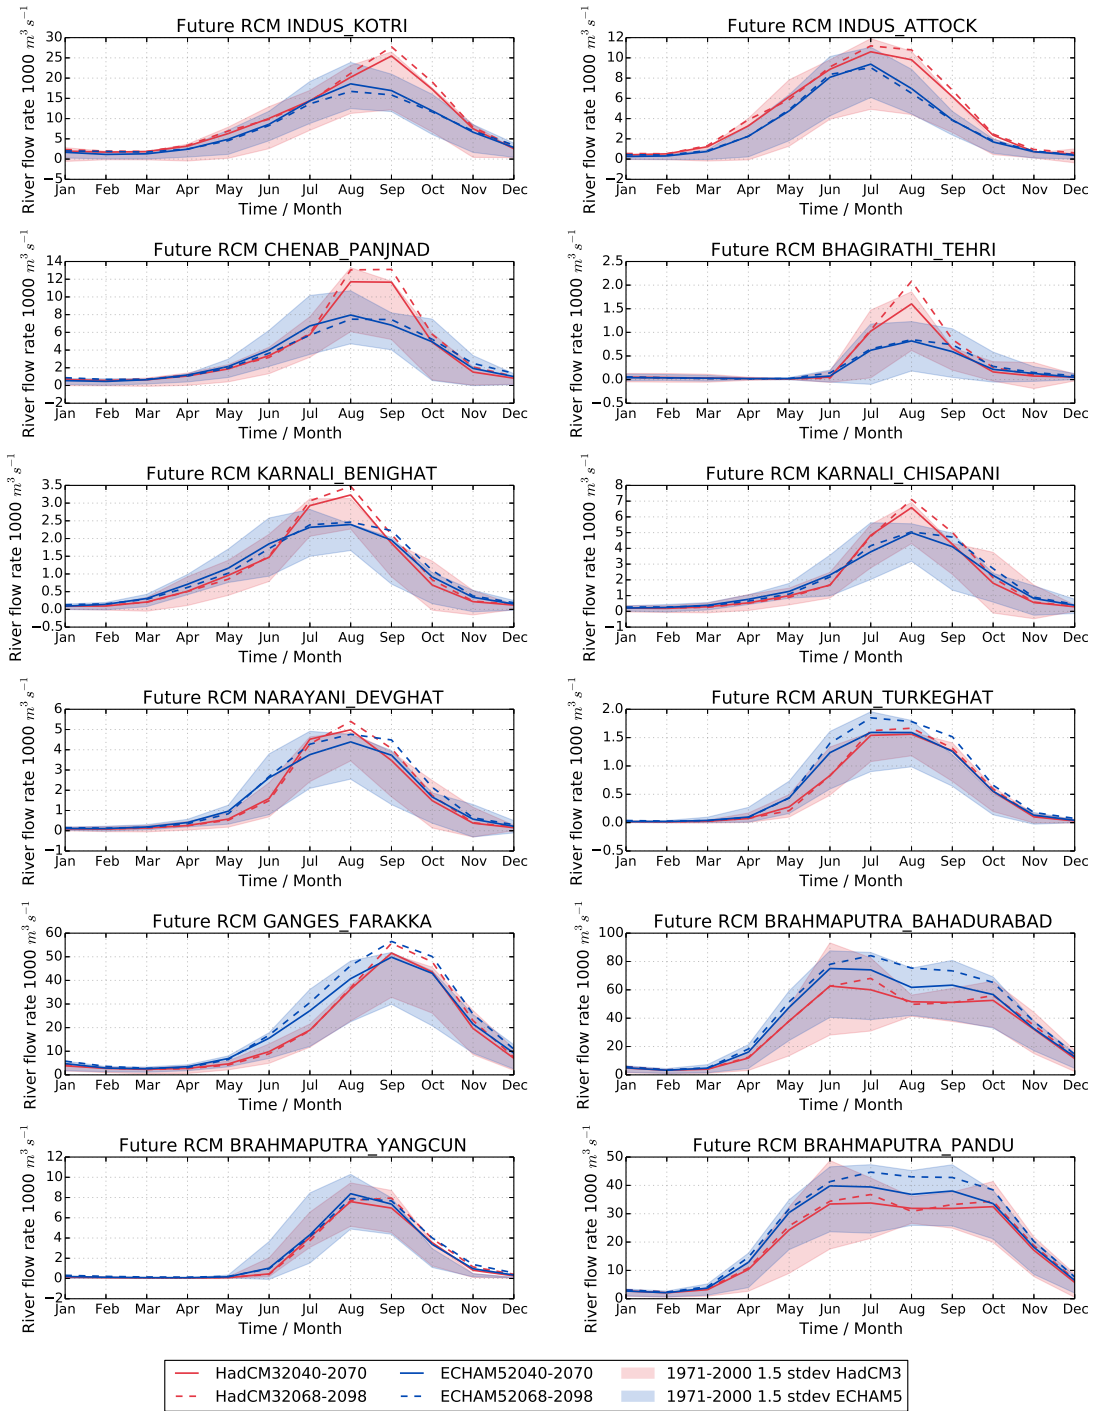 Future RCM INDUS_KOTRI
River flow rate 1000 m³ s⁻¹
30
25
20
15
10
5
0
−5
Jan Feb Mar Apr May Jun Jul Aug Sep Oct Nov Dec
Time / Month
Future RCM INDUS_ATTOCK
River flow rate 1000 m³ s⁻¹
12
10
8
6
4
2
0
−2
Jan Feb Mar Apr May Jun Jul Aug Sep Oct Nov Dec
Time / Month
Future RCM CHENAB_PANJNAD
River flow rate 1000 m³ s⁻¹
14
12
10
8
6
4
2
0
−2
Jan Feb Mar Apr May Jun Jul Aug Sep Oct Nov Dec
Time / Month
Future RCM BHAGIRATHI_TEHRI
River flow rate 1000 m³ s⁻¹
2.5
2.0
1.5
1.0
0.5
0.0
−0.5
Jan Feb Mar Apr May Jun Jul Aug Sep Oct Nov Dec
Time / Month
Future RCM KARNALI_BENIGHAT
River flow rate 1000 m³ s⁻¹
3.5
3.0
2.5
2.0
1.5
1.0
0.5
0.0
−0.5
Jan Feb Mar Apr May Jun Jul Aug Sep Oct Nov Dec
Time / Month
Future RCM KARNALI_CHISAPANI
River flow rate 1000 m³ s⁻¹
8
7
6
5
4
3
2
1
0
−1
Jan Feb Mar Apr May Jun Jul Aug Sep Oct Nov Dec
Time / Month
Future RCM NARAYANI_DEVGHAT
River flow rate 1000 m³ s⁻¹
6
5
4
3
2
1
0
−1
Jan Feb Mar Apr May Jun Jul Aug Sep Oct Nov Dec
Time / Month
Future RCM ARUN_TURKEGHAT
River flow rate 1000 m³ s⁻¹
2.0
1.5
1.0
0.5
0.0
−0.5
Jan Feb Mar Apr May Jun Jul Aug Sep Oct Nov Dec
Time / Month
Future RCM GANGES_FARAKKA
River flow rate 1000 m³ s⁻¹
60
50
40
30
20
10
0
Jan Feb Mar Apr May Jun Jul Aug Sep Oct Nov Dec
Time / Month
Future RCM BRAHMAPUTRA_BAHADURABAD
River flow rate 1000 m³ s⁻¹
100
80
60
40
20
0
Jan Feb Mar Apr May Jun Jul Aug Sep Oct Nov Dec
Time / Month
Future RCM BRAHMAPUTRA_YANGCUN
River flow rate 1000 m³ s⁻¹
12
10
8
6
4
2
0
−2
Jan Feb Mar Apr May Jun Jul Aug Sep Oct Nov Dec
Time / Month
Future RCM BRAHMAPUTRA_PANDU
River flow rate 1000 m³ s⁻¹
50
40
30
20
10
0
Jan Feb Mar Apr May Jun Jul Aug Sep Oct Nov Dec
Time / Month
HadCM32040-2070 ECHAM52040-2070 1971-2000 1.5 stdev HadCM3
HadCM32068-2098 ECHAM52068-2098 1971-2000 1.5 stdev ECHAM5